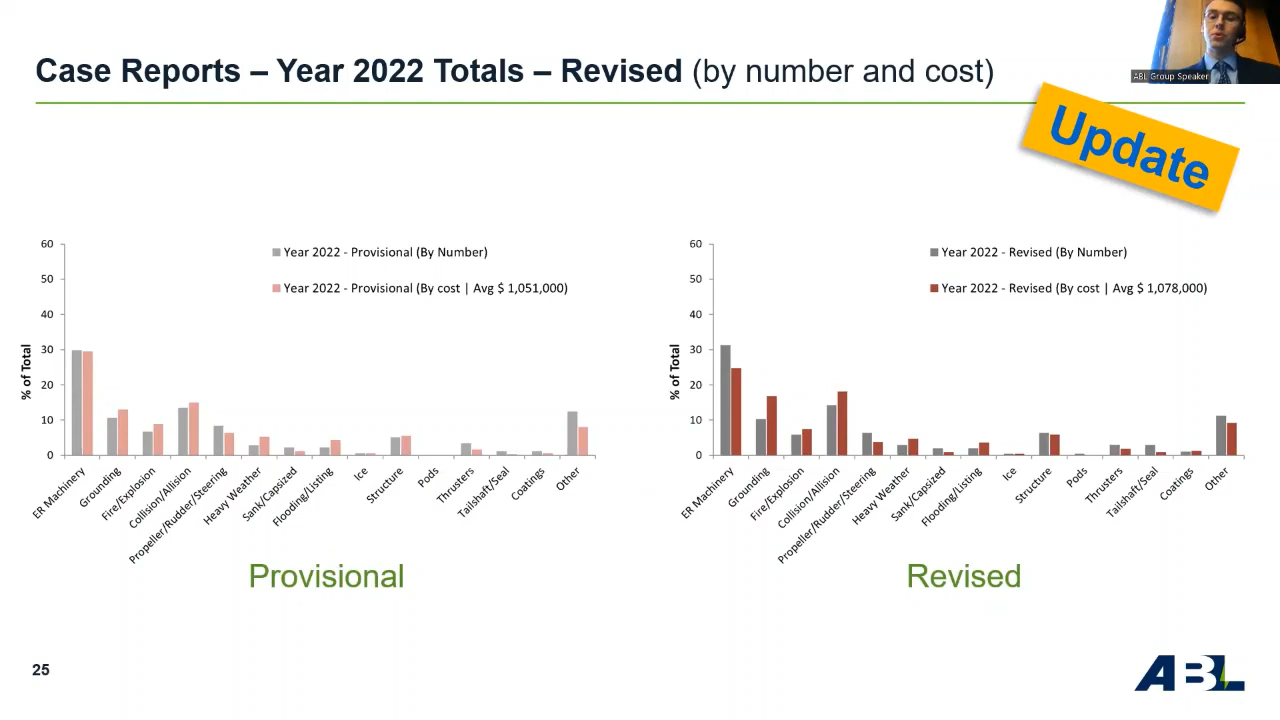 Case Reports – Year 2022 Totals – Revised (by number and cost)
ABL Group Speaker
Update
60
50
40
30
20
10
0
% of Total
Year 2022 - Provisional (By Number)
Year 2022 - Provisional (By cost | Avg $ 1,051,000)
ER Machinery
Grounding
Fire/Explosion
Collision/Allision
Propeller/Rudder/Steering
Heavy Weather
Sank/Capsized
Flooding/Listing
Ice
Structure
Pods
Thrusters
Tailshaft/Seal
Coatings
Other
Provisional
60
50
40
30
20
10
0
% of Total
Year 2022 - Revised (By Number)
Year 2022 - Revised (By cost | Avg $ 1,078,000)
ER Machinery
Grounding
Fire/Explosion
Collision/Allision
Propeller/Rudder/Steering
Heavy Weather
Sank/Capsized
Flooding/Listing
Ice
Structure
Pods
Thrusters
Tailshaft/Seal
Coatings
Other
Revised
25
ABL